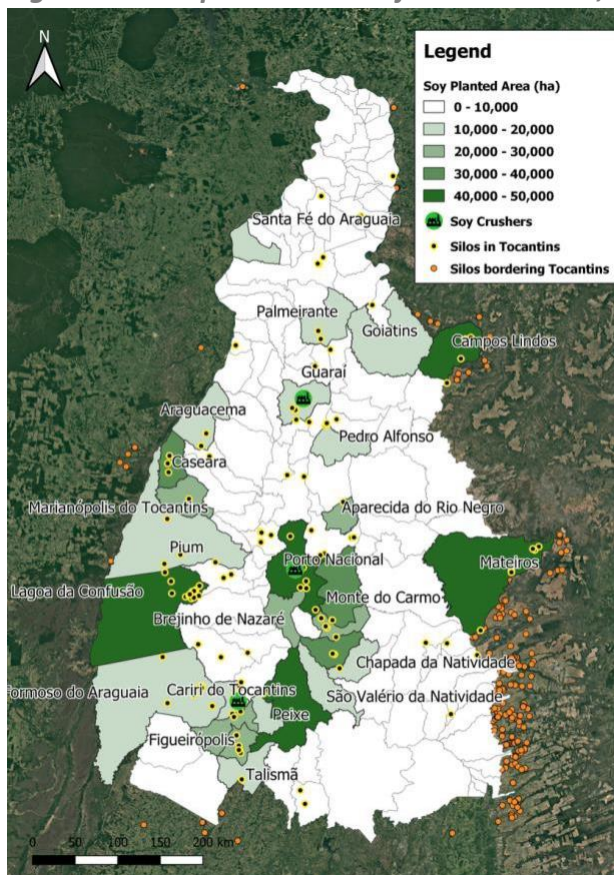 N
Legend
Soy Planted Area (ha)
0 - 10,000
10,000 - 20,000
20,000 - 30,000
30,000 - 40,000
40,000 - 50,000
Soy Crushers
Silos in Tocantins
Silos bordering Tocantins
Santa Fé do Araguaia
Palmeirante
Goiatins
Campos Lindos
Guaraí
Araguacema
Pedro Alfonso
Caseara
Marianópolis do Tocantins
Aparecida do Rio Negro
Pium
Porto Nacional
Mateiros
Lagoa da Confusão
Monte do Carmo
Brejinho de Nazaré
Chapada da Natividade
Cariri do Tocantins
São Valério da Natividade
ormoso do Araguaia
Peixe
Figueirópolis
Talismã
0 50 100 150 200 km